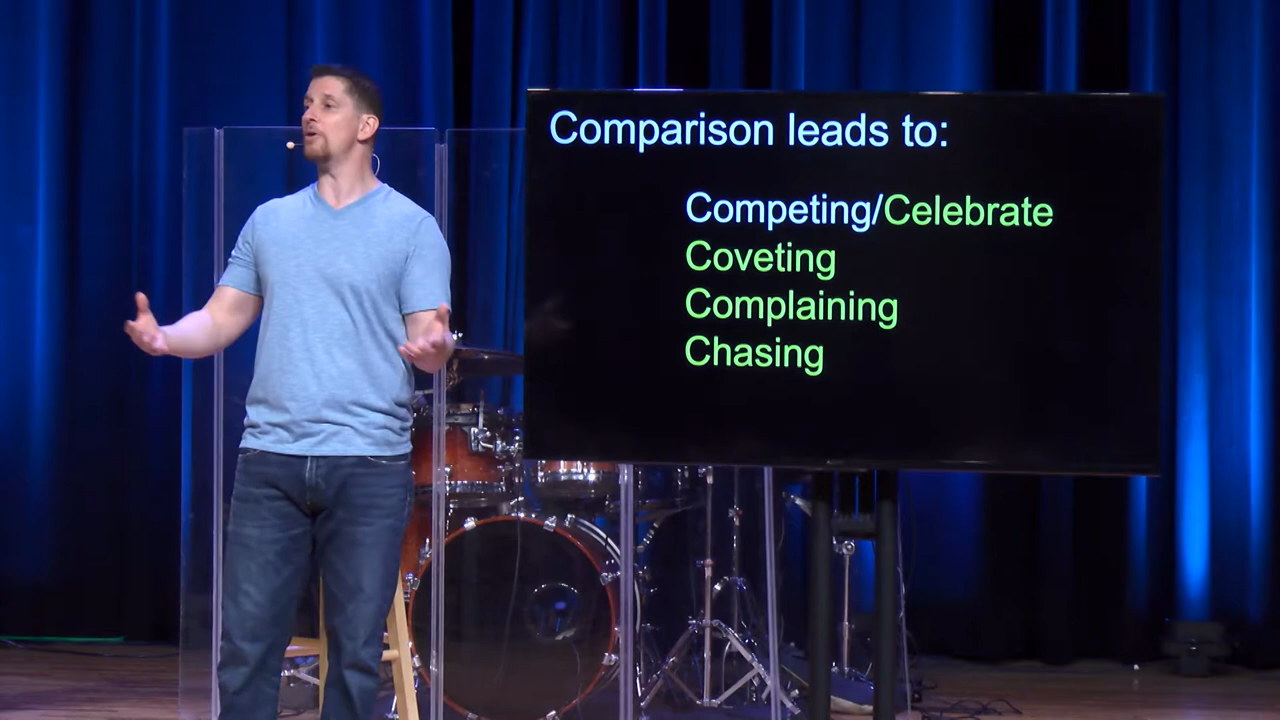 Comparison leads to:
Competing/Celebrate
Coveting
Complaining
Chasing